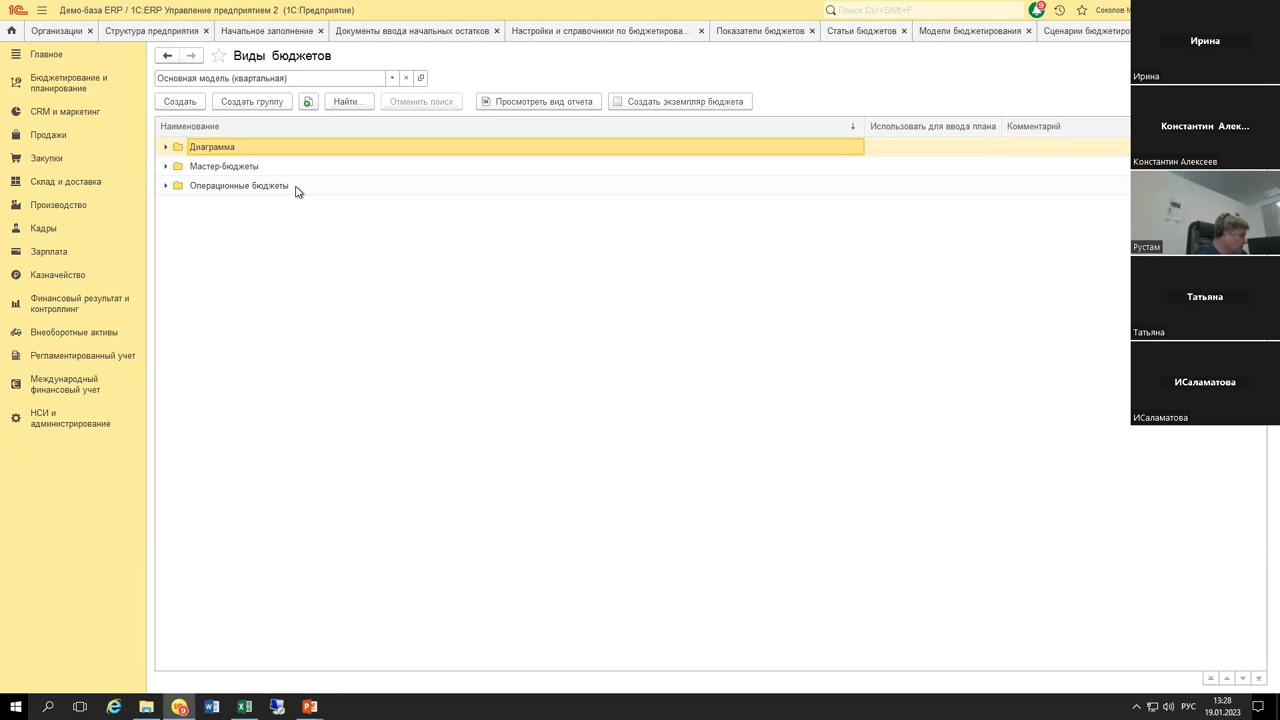 Демо-база ERP / 1С:ERP Управление предприятием 2 (1С:Предприятие)
Поиск Ctrl+Shift+F
9
Соколов М
Организации
Структура предприятия
Начальное заполнение
Документы ввода начальных остатков
Настройки и справочники по бюджетирова...
Показатели бюджетов
Статьи бюджетов
Модели бюджетирования
Сценарии бюджетиро
Главное
Бюджетирование и
планирование
CRM и маркетинг
Продажи
Закупки
Склад и доставка
Производство
Кадры
Зарплата
Казначейство
Финансовый результат и
контроллинг
Внеоборотные активы
Регламентированный учет
Международный
финансовый учет
НСИ и
администрирование
Виды бюджетов
Основная модель (квартальная)
Создать
Создать группу
Найти...
Отменить поиск
Просмотреть вид отчета
Создать экземпляр бюджета
Наименование
Использовать для ввода плана
Комментарий
Диаграмма
Мастер-бюджеты
Операционные бюджеты
Ирина
Ирина
Константин Алек...
Константин Алексеев
Рустам
Татьяна
Татьяна
ИСаламатова
ИСаламатова
РУС
13:28
19.01.2023